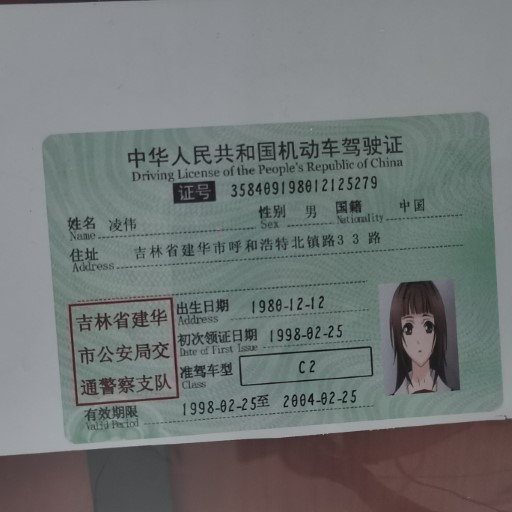 中华人民共和国机动车驾驶证
Driving License of the People's Republic of China
证号 358409198012125279
姓名 凌伟 性别 男 国籍 中国
Name Sex Nationality
住址 吉林省建华市呼和浩特北镇路33路
Address
吉林省建华
市公安局交
通警察支队
出生日期 1980-12-12
Address
初次领证日期 1998-02-25
Date of First Issue
准驾车型 C2
Class
有效期限 1998-02-25至 2004-02-25
Valid Period